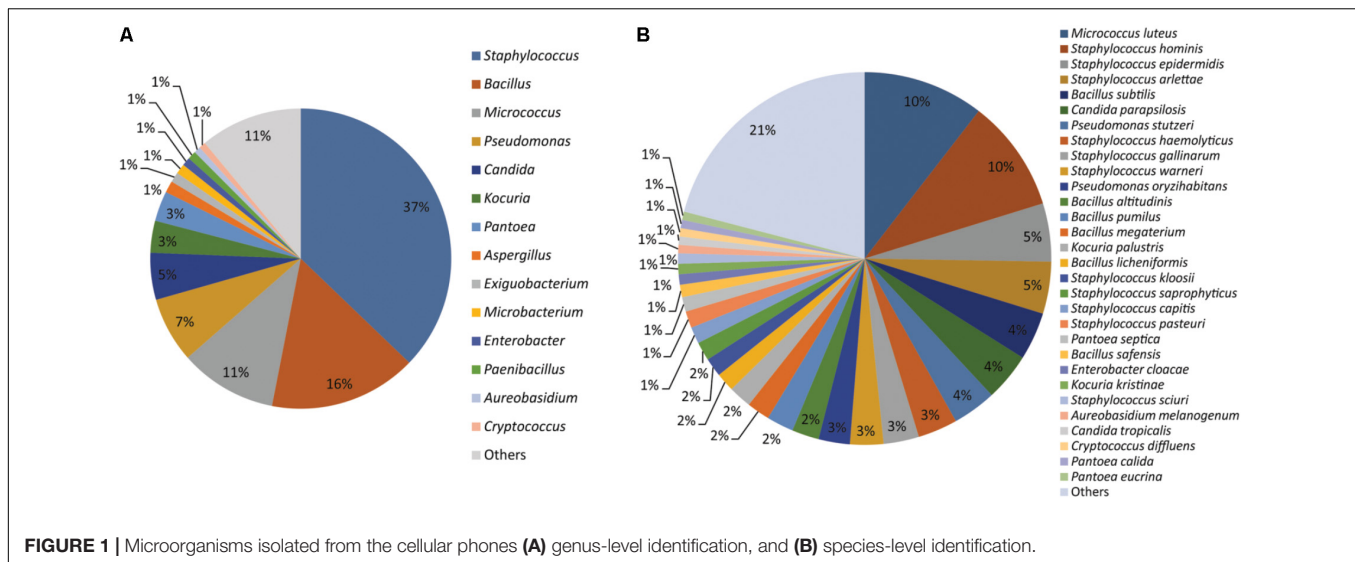 A
37%
16%
11%
7%
5%
3%
3%
1%
1%
1%
1%
1%
1%
1%
11%
Staphylococcus
Bacillus
Micrococcus
Pseudomonas
Candida
Kocuria
Pantoea
Aspergillus
Exiguobacterium
Microbacterium
Enterobacter
Paenibacillus
Aureobasidium
Cryptococcus
Others
B
10%
10%
5%
5%
4%
4%
4%
3%
3%
3%
3%
2%
2%
2%
2%
2%
2%
2%
1%
1%
1%
1%
1%
1%
1%
1%
1%
1%
1%
21%
Micrococcus luteus
Staphylococcus hominis
Staphylococcus epidermidis
Staphylococcus arlettae
Bacillus subtilis
Candida parapsilosis
Pseudomonas stutzeri
Staphylococcus haemolyticus
Staphylococcus gallinarum
Staphylococcus warneri
Pseudomonas oryzihabitans
Bacillus altitudinis
Bacillus pumilus
Bacillus megaterium
Kocuria palustris
Bacillus licheniformis
Staphylococcus kloosii
Staphylococcus saprophyticus
Staphylococcus capitis
Staphylococcus pasteuri
Pantoea septica
Bacillus safensis
Enterobacter cloacae
Kocuria kristinae
Staphylococcus sciuri
Aureobasidium melanogenum
Candida tropicalis
Cryptococcus diffluens
Pantoea calida
Pantoea eucrina
Others
FIGURE 1 | Microorganisms isolated from the cellular phones (A) genus-level identification, and (B) species-level identification.